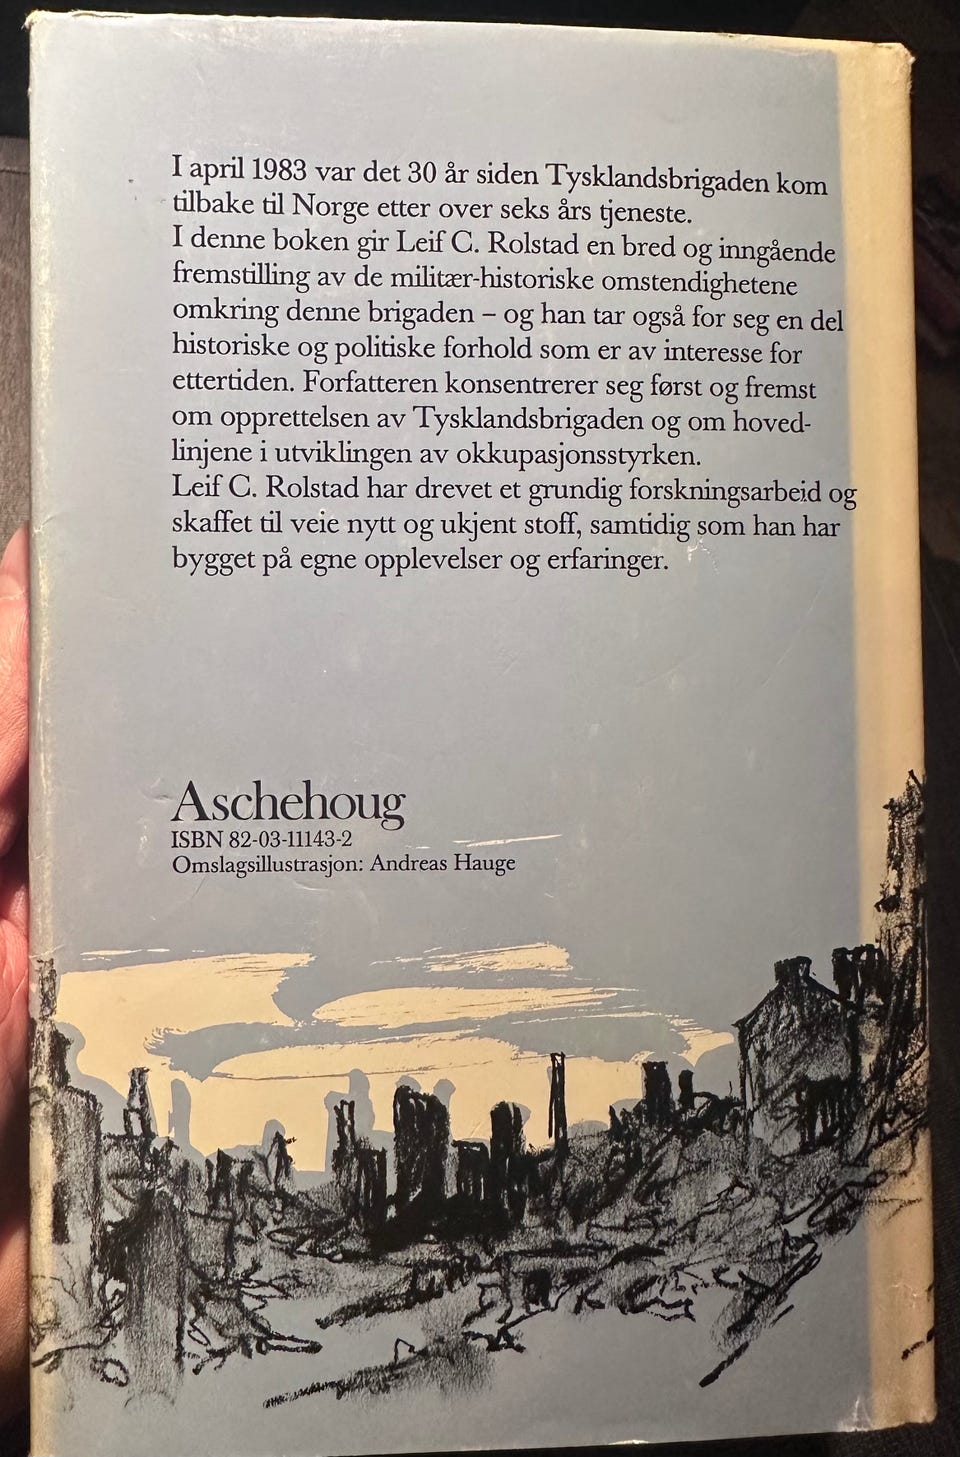 I april 1983 var det 30 år siden Tysklandsbrigaden kom
tilbake til Norge etter over seks års tjeneste.
I denne boken gir Leif C. Rolstad en bred og inngående
fremstilling av de militær-historiske omstendighetene
omkring denne brigaden – og han tar også for seg en del
historiske og politiske forhold som er av interesse for
ettertiden. Forfatteren konsentrerer seg først og fremst
om opprettelsen av Tysklandsbrigaden og om hoved-
linjene i utviklingen av okkupasjonsstyrken.
Leif C. Rolstad har drevet et grundig forskningsarbeid og
skaffet til veie nytt og ukjent stoff, samtidig som han har
bygget på egne opplevelser og erfaringer.
Aschehoug
ISBN 82-03-11143-2
Omslagsillustrasjon: Andreas Hauge